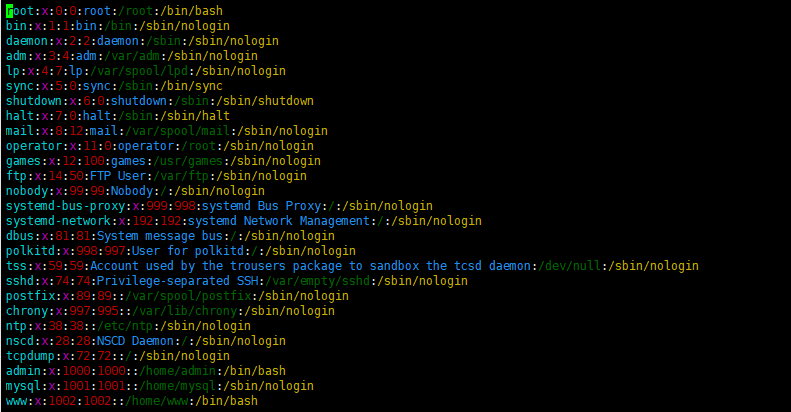 root:x:0:0:root:/root:/bin/bash
bin:x:1:1:bin:/bin:/sbin/nologin
daemon:x:2:2:daemon:/sbin:/sbin/nologin
adm:x:3:4:adm:/var/adm:/sbin/nologin
lp:x:4:7:lp:/var/spool/lpd:/sbin/nologin
sync:x:5:0:sync:/sbin:/bin/sync
shutdown:x:6:0:shutdown:/sbin:/sbin/shutdown
halt:x:7:0:halt:/sbin:/sbin/halt
mail:x:8:12:mail:/var/spool/mail:/sbin/nologin
operator:x:11:0:operator:/root:/sbin/nologin
games:x:12:100:games:/usr/games:/sbin/nologin
ftp:x:14:50:FTP User:/var/ftp:/sbin/nologin
nobody:x:99:99:Nobody:/:/sbin/nologin
systemd-bus-proxy:x:999:998:systemd Bus Proxy:/:/sbin/nologin
systemd-network:x:192:192:systemd Network Management:/:/sbin/nologin
dbus:x:81:81:System message bus:/:/sbin/nologin
polkitd:x:998:997:User for polkitd:/:/sbin/nologin
tss:x:59:59:Account used by the trousers package to sandbox the tcsd daemon:/dev/null:/sbin/nologin
sshd:x:74:74:Privilege-separated SSH:/var/empty/sshd:/sbin/nologin
postfix:x:89:89::/var/spool/postfix:/sbin/nologin
chrony:x:997:995::/var/lib/chrony:/sbin/nologin
ntp:x:38:38::/etc/ntp:/sbin/nologin
nscd:x:28:28:NSCD Daemon:/:/sbin/nologin
tcpdump:x:72:72::/:/sbin/nologin
admin:x:1000:1000::/home/admin:/bin/bash
mysql:x:1001:1001::/home/mysql:/sbin/nologin
www:x:1002:1002::/home/www:/bin/bash